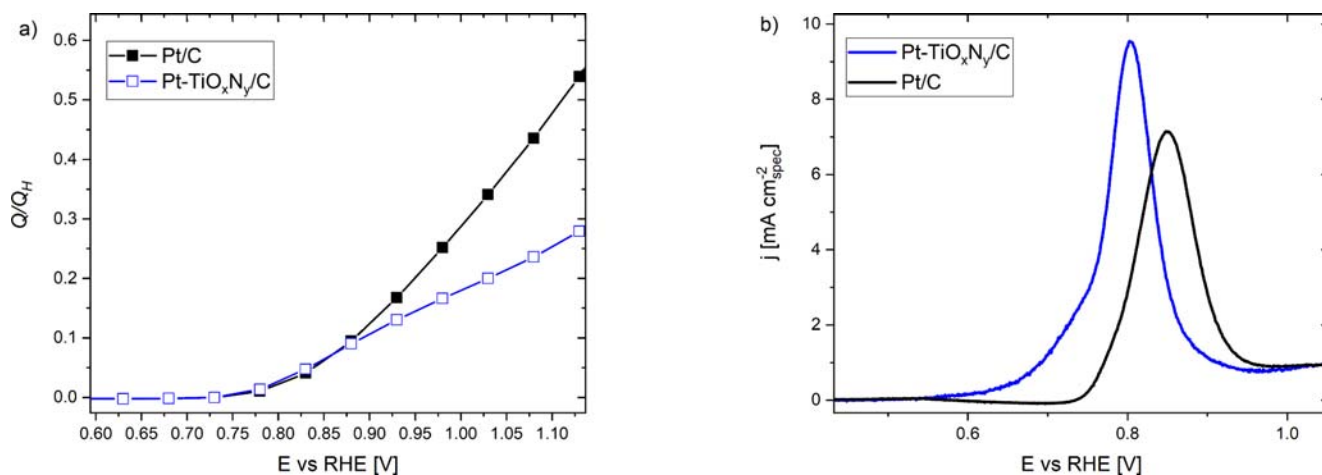 a)
Pt/C
Pt-TiOxNy/C
Q/QH
0.6
0.5
0.4
0.3
0.2
0.1
0.0
0.60 0.65 0.70 0.75 0.80 0.85 0.90 0.95 1.00 1.05 1.10
E vs RHE [V]
b)
Pt-TiOxNy/C
Pt/C
j [mA cm-2spec]
10
8
6
4
2
0
0.6 0.8 1.0
E vs RHE [V]